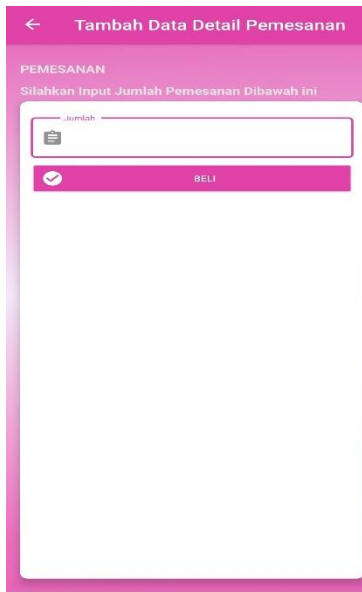 Tambah Data Detail Pemesanan
PEMESANAN
Silahkan Input Jumlah Pemesanan Dibawah ini
Jumlah
BELI